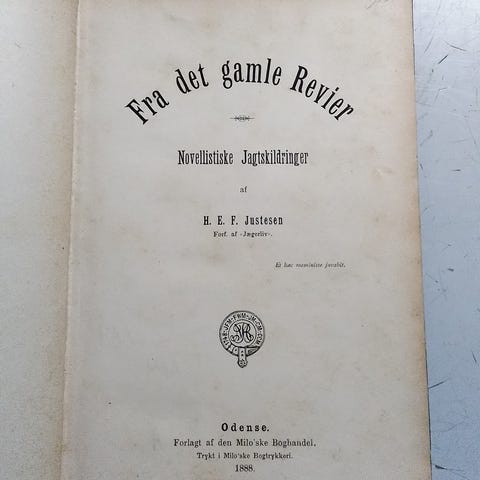 Fra det gamle Revier
Novellistiske Jagtskildringer
af
H. E. F. Justesen
Forf. af »Jægerliv«.
Et hæc meminisse juvabit.
Odense.
Forlagt af den Milo'ske Boghandel.
Trykt i Milo'ske Bogtrykkeri.
1888.